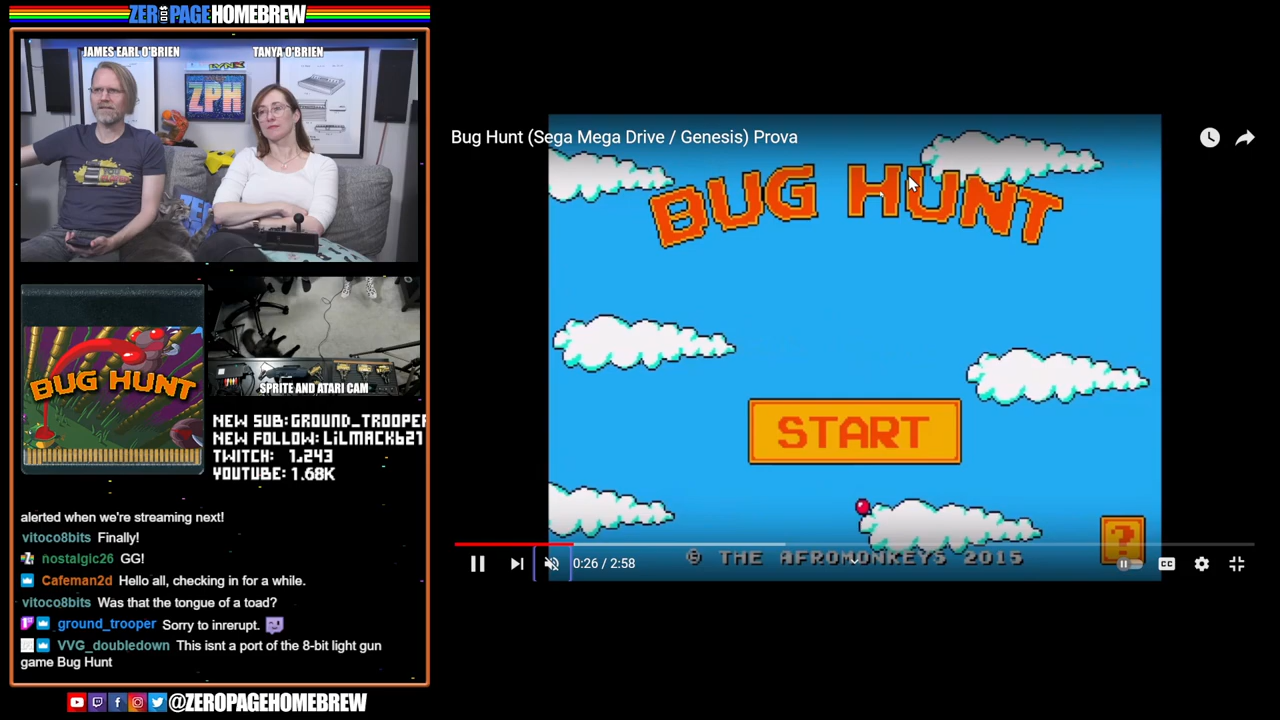 ZEROPAGEHOMEBREW
JAMES EARL O'BRIEN
TANYA O'BRIEN
LYNX
ZPH
BUG HUNT
SPRITE AND ATARI CAM
NEW SUB:GROUND_TROOPER
NEW FOLLOW:LiLMACK621
TWITCH: 1,243
YOUTUBE:1.68K
alerted when we're streaming next!
vitoco8bits Finally!
nostalgic26 GG!
Cafeman2d Hello all, checking in for a while.
vitoco8bits Was that the tongue of a toad?
ground_trooper Sorry to inrerupt.
VVG_doubledown This isnt a port of the 8-bit light gun
game Bug Hunt
@ZEROPAGEHOMEBREW
Bug Hunt (Sega Mega Drive / Genesis) Prova
BUG HUNT
START
?
© THE AFROMONKEYS 2015
0:26 / 2:58
CC